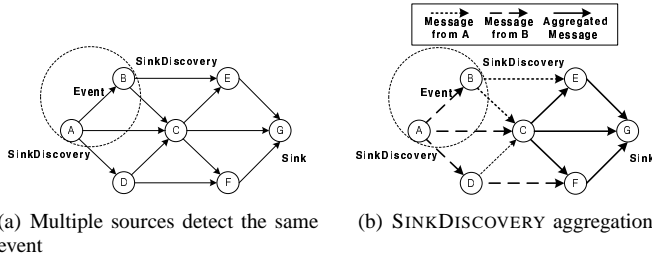 Message from A
Message from B
Aggregated Message
SinkDiscovery
B
E
Event
A
C
G
SinkDiscovery
Sink
D
F
SinkDiscovery
B
E
Event
A
C
G
SinkDiscovery
Sink
D
F
(a) Multiple sources detect the same
event
(b) SINKDISCOVERY aggregation